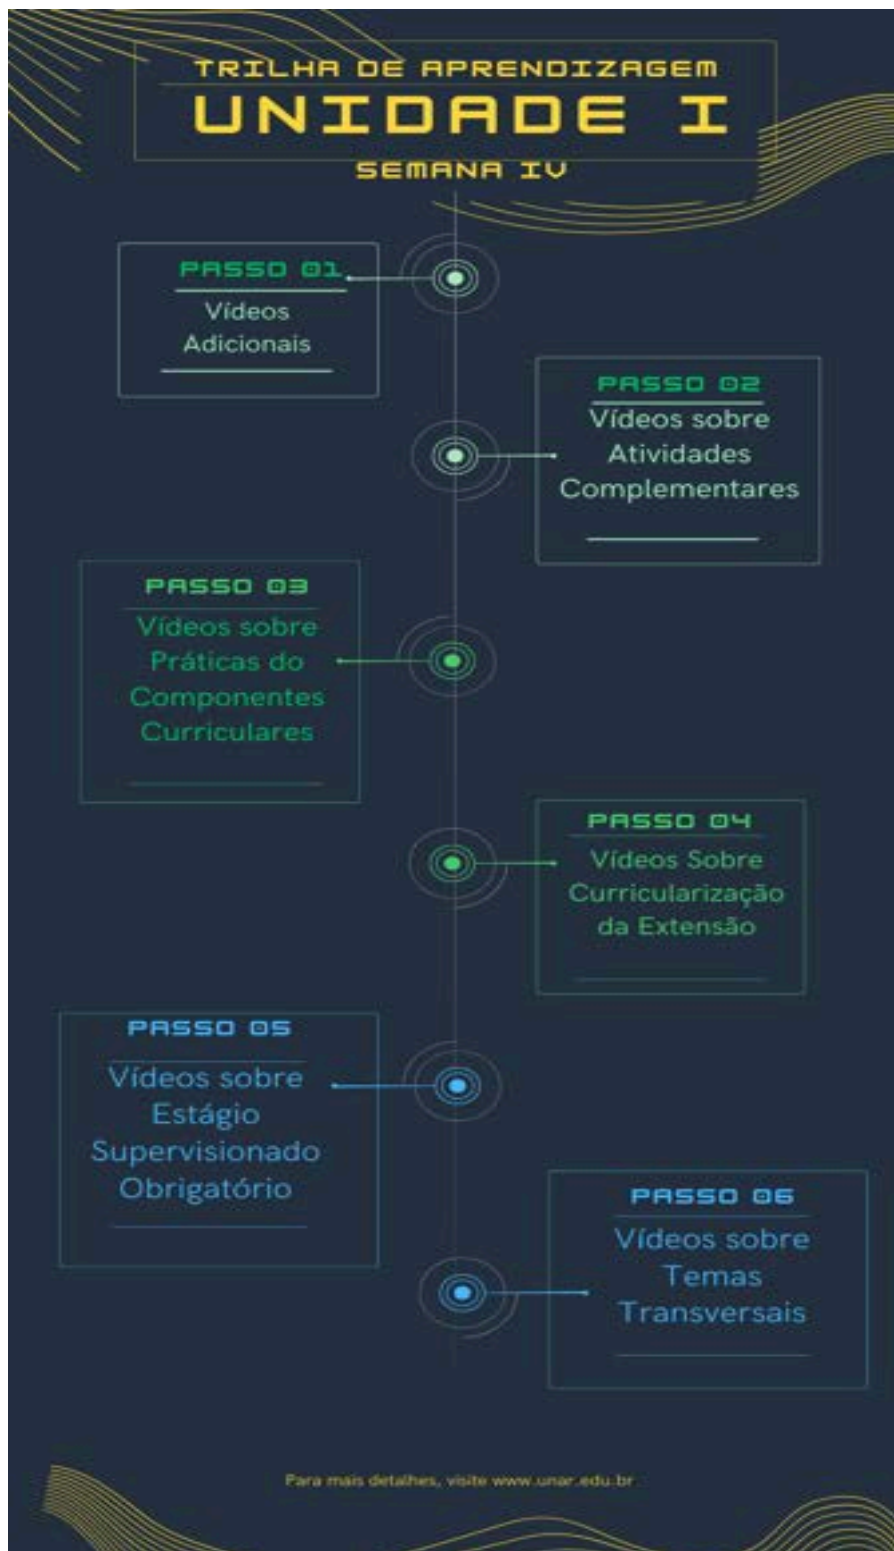 TRILHA DE APRENDIZAGEM
UNIDADE I
SEMANA IV
PASSO 01
Vídeos
Adicionais
PASSO 02
Vídeos sobre
Atividades
Complementares
PASSO 03
Vídeos sobre
Práticas do
Componentes
Curriculares
PASSO 04
Vídeos Sobre
Curricularização
da Extensão
PASSO 05
Vídeos sobre
Estágio
Supervisionado
Obrigatório
PASSO 06
Vídeos sobre
Temas
Transversais
Para mais detalhes, visite www.unar.edu.br